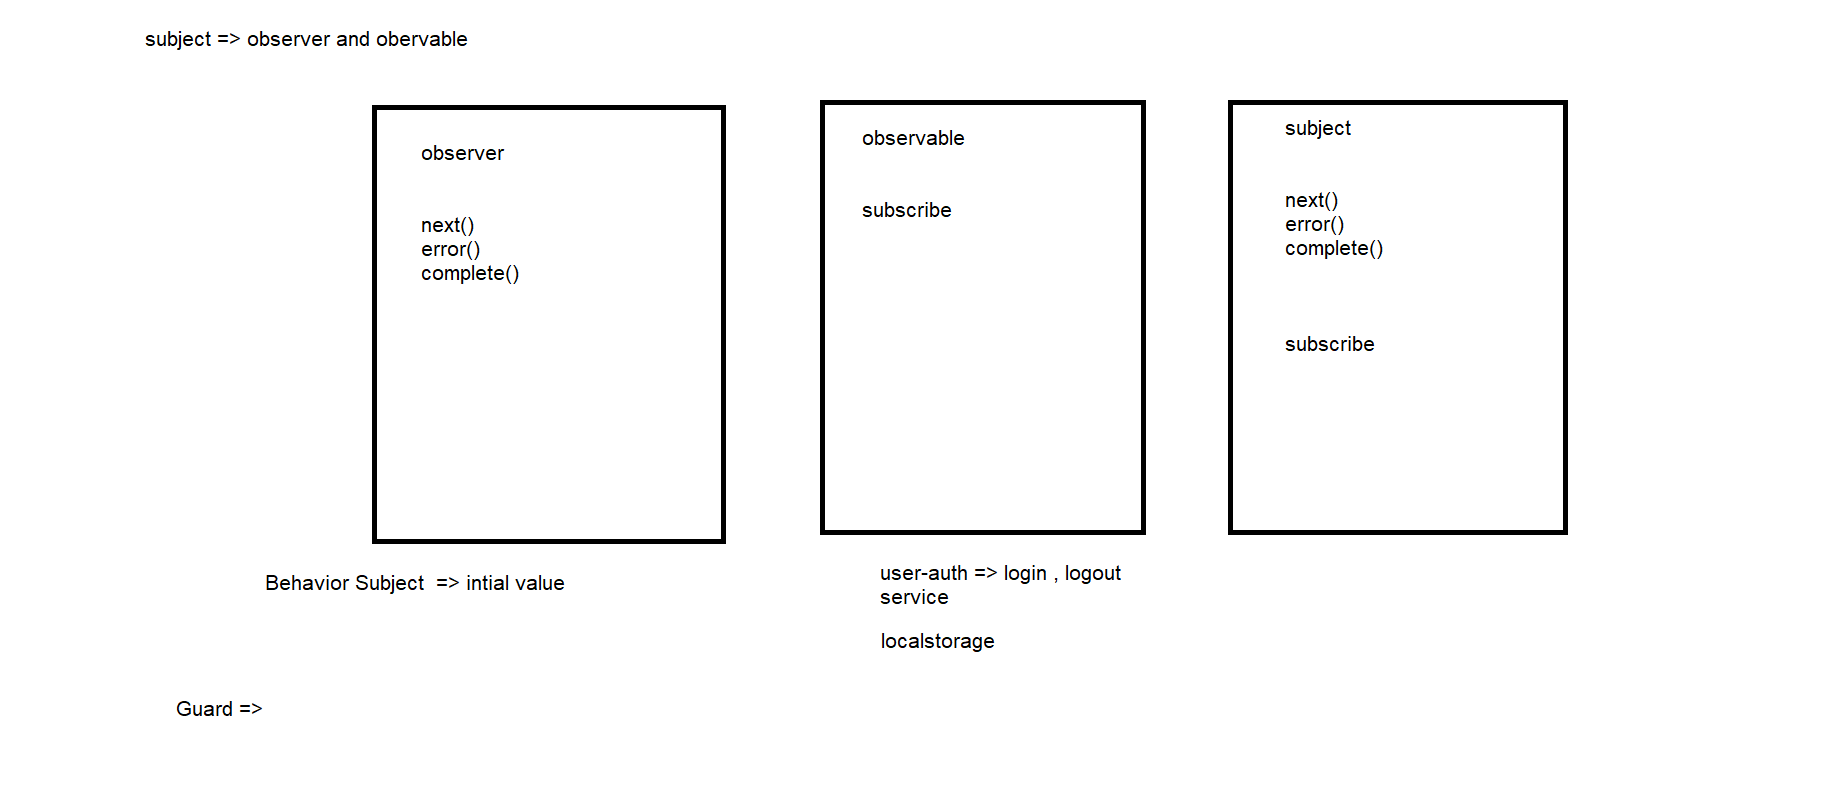 subject => observer and obervable
observer
next()
error()
complete()
observable
subscribe
subject
next()
error()
complete()
subscribe
Behavior Subject => intial value
user-auth => login , logout
service
localstorage
Guard =>